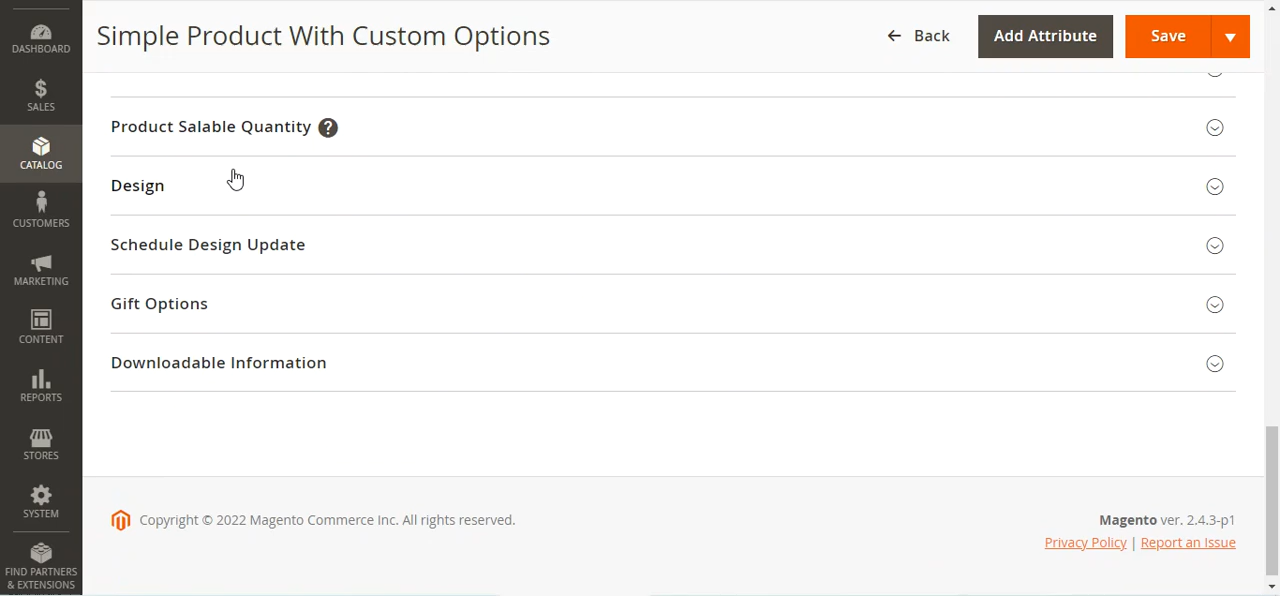 Simple Product With Custom Options
Back
Add Attribute
Save
DASHBOARD
$
SALES
CATALOG
CUSTOMERS
MARKETING
CONTENT
REPORTS
STORES
SYSTEM
FIND PARTNERS
& EXTENSIONS
Product Salable Quantity ?
Design
Schedule Design Update
Gift Options
Downloadable Information
Copyright © 2022 Magento Commerce Inc. All rights reserved.
Magento ver. 2.4.3-p1
Privacy Policy | Report an Issue